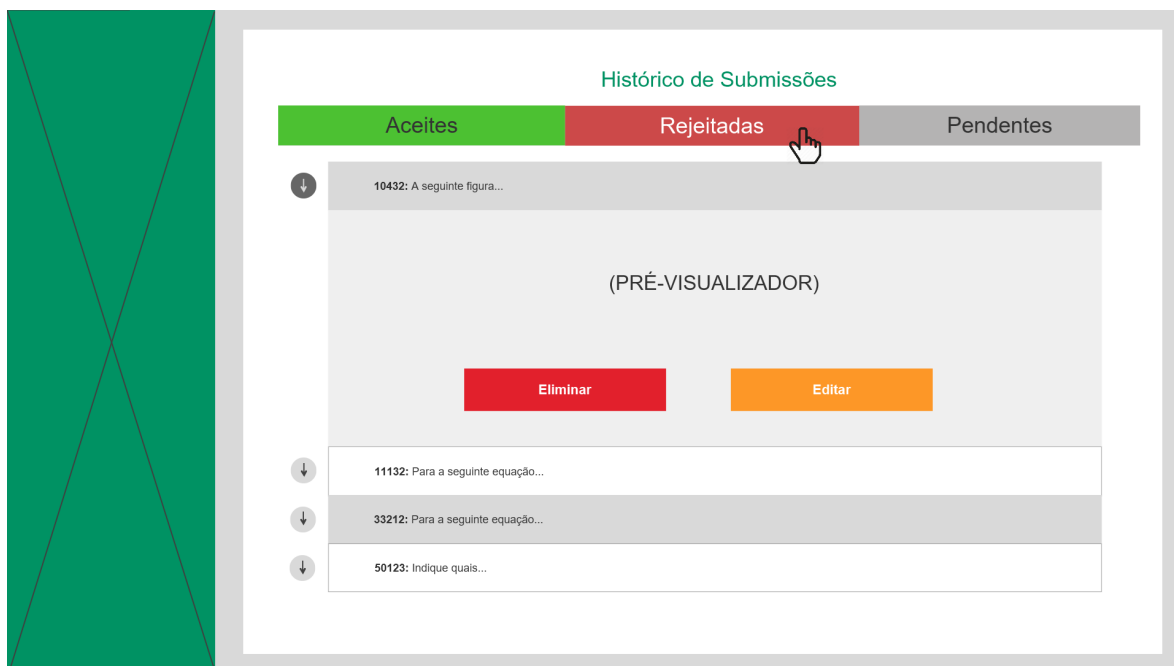 Histórico de Submissões
Aceites
Rejeitadas
Pendentes
10432: A seguinte figura...
(PRÉ-VISUALIZADOR)
Eliminar
Editar
11132: Para a seguinte equação...
33212: Para a seguinte equação...
50123: Indique quais...